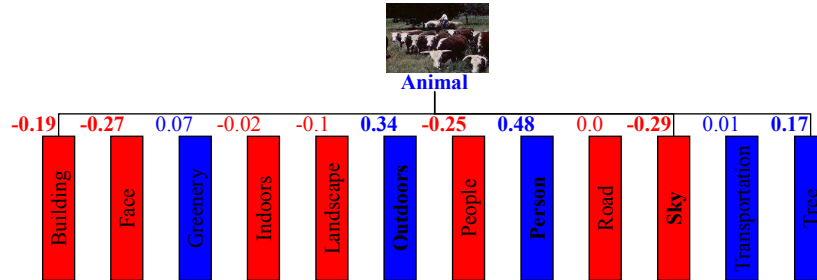 Animal
-0.19 -0.27 0.07 -0.02 -0.1 0.34 -0.25 0.48 0.0 -0.29 0.01 0.17
Building
Face
Greenery
Indoors
Landscape
Outdoors
People
Person
Road
Sky
Transportation
Tree